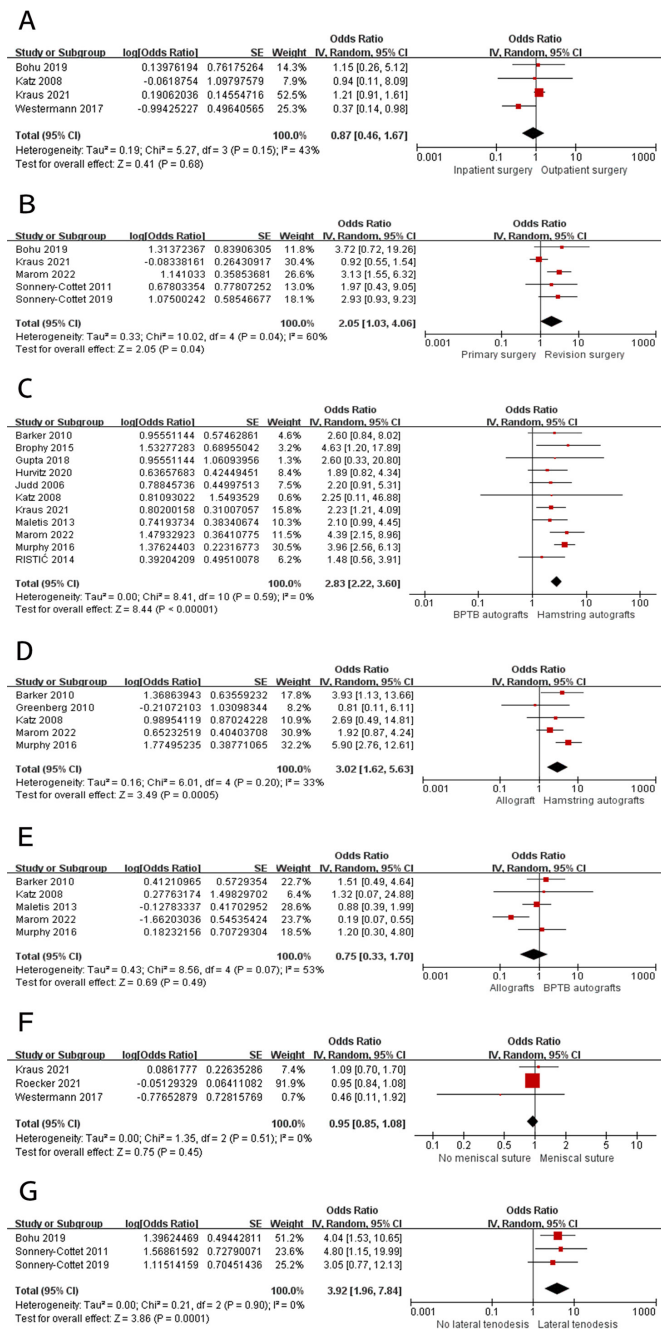 A
Odds Ratio Odds Ratio
Study or Subgroup log[Odds Ratio] SE Weight IV, Random, 95% CI IV, Random, 95% CI
Bohu 2019 0.13976194 0.76175264 14.3% 1.15 [0.26, 5.12]
Katz 2008 -0.0618754 1.09797579 7.9% 0.94 [0.11, 8.09]
Kraus 2021 0.19062036 0.14554716 52.5% 1.21 [0.91, 1.61]
Westermann 2017 -0.99425227 0.49640565 25.3% 0.37 [0.14, 0.98]
Total (95% CI) 100.0% 0.87 [0.46, 1.67]
Heterogeneity: Tau² = 0.19; Chi² = 5.27, df = 3 (P = 0.15); I² = 43%
Test for overall effect: Z = 0.41 (P = 0.68)
0.001 0.1 1 10 1000
Inpatient surgery Outpatient surgery
B
Odds Ratio Odds Ratio
Study or Subgroup log[Odds Ratio] SE Weight IV, Random, 95% CI IV, Random, 95% CI
Bohu 2019 1.31372367 0.83906305 11.8% 3.72 [0.72, 19.26]
Kraus 2021 -0.08338161 0.26430917 30.4% 0.92 [0.55, 1.54]
Marom 2022 1.141033 0.35853681 26.6% 3.13 [1.55, 6.32]
Sonnery-Cottet 2011 0.67803354 0.77807252 13.0% 1.97 [0.43, 9.05]
Sonnery-Cottet 2019 1.07500242 0.58546677 18.1% 2.93 [0.93, 9.23]
Total (95% CI) 100.0% 2.05 [1.03, 4.06]
Heterogeneity: Tau² = 0.33; Chi² = 10.02, df = 4 (P = 0.04); I² = 60%
Test for overall effect: Z = 2.05 (P = 0.04)
0.001 0.1 1 10 1000
Primary surgery Revision surgery
C
Odds Ratio Odds Ratio
Study or Subgroup log[Odds Ratio] SE Weight IV, Random, 95% CI IV, Random, 95% CI
Barker 2010 0.95551144 0.57462861 4.6% 2.60 [0.84, 8.02]
Brophy 2015 1.53277283 0.68955042 3.2% 4.63 [1.20, 17.89]
Gupta 2018 0.95551144 1.06093956 1.3% 2.60 [0.33, 20.80]
Hurvitz 2020 0.63657683 0.42449451 8.4% 1.89 [0.82, 4.34]
Judd 2006 0.78845736 0.44997513 7.5% 2.20 [0.91, 5.31]
Katz 2008 0.81093022 1.5493529 0.6% 2.25 [0.11, 46.88]
Kraus 2021 0.80200158 0.31007057 15.8% 2.23 [1.21, 4.09]
Maletis 2013 0.74193734 0.38340674 10.3% 2.10 [0.99, 4.45]
Marom 2022 1.47932923 0.36410775 11.5% 4.39 [2.15, 8.96]
Murphy 2016 1.37624403 0.22316773 30.5% 3.96 [2.56, 6.13]
RISTIĆ 2014 0.39204209 0.49510078 6.2% 1.48 [0.56, 3.91]
Total (95% CI) 100.0% 2.83 [2.22, 3.60]
Heterogeneity: Tau² = 0.00; Chi² = 8.41, df = 10 (P = 0.59); I² = 0%
Test for overall effect: Z = 8.44 (P < 0.00001)
0.01 0.1 1 10 100
BPTB autografts Hamstring autografts
D
Odds Ratio Odds Ratio
Study or Subgroup log[Odds Ratio] SE Weight IV, Random, 95% CI IV, Random, 95% CI
Barker 2010 1.36863943 0.63559232 17.8% 3.93 [1.13, 13.66]
Greenberg 2010 -0.21072103 1.03098344 8.2% 0.81 [0.11, 6.11]
Katz 2008 0.98954119 0.87024228 10.9% 2.69 [0.49, 14.81]
Marom 2022 0.65232519 0.40403708 30.9% 1.92 [0.87, 4.24]
Murphy 2016 1.77495235 0.38771065 32.2% 5.90 [2.76, 12.61]
Total (95% CI) 100.0% 3.02 [1.62, 5.63]
Heterogeneity: Tau² = 0.16; Chi² = 6.01, df = 4 (P = 0.20); I² = 33%
Test for overall effect: Z = 3.49 (P = 0.0005)
0.001 0.1 1 10 1000
Allograft Hamstring autografts
E
Odds Ratio Odds Ratio
Study or Subgroup log[Odds Ratio] SE Weight IV, Random, 95% CI IV, Random, 95% CI
Barker 2010 0.41210965 0.5729354 22.7% 1.51 [0.49, 4.64]
Katz 2008 0.27763174 1.49829702 6.4% 1.32 [0.07, 24.88]
Maletis 2013 -0.12783337 0.41702952 28.6% 0.88 [0.39, 1.99]
Marom 2022 -1.66203036 0.54535424 23.7% 0.19 [0.07, 0.55]
Murphy 2016 0.18232156 0.70729304 18.5% 1.20 [0.30, 4.80]
Total (95% CI) 100.0% 0.75 [0.33, 1.70]
Heterogeneity: Tau² = 0.43; Chi² = 8.56, df = 4 (P = 0.07); I² = 53%
Test for overall effect: Z = 0.69 (P = 0.49)
0.001 0.1 1 10 1000
Allografts BPTB autografts
F
Odds Ratio Odds Ratio
Study or Subgroup log[Odds Ratio] SE Weight IV, Random, 95% CI IV, Random, 95% CI
Kraus 2021 0.0861777 0.22635286 7.4% 1.09 [0.70, 1.70]
Roecker 2021 -0.05129329 0.06411082 91.9% 0.95 [0.84, 1.08]
Westermann 2017 -0.77652879 0.72815769 0.7% 0.46 [0.11, 1.92]
Total (95% CI) 100.0% 0.95 [0.85, 1.08]
Heterogeneity: Tau² = 0.00; Chi² = 1.35, df = 2 (P = 0.51); I² = 0%
Test for overall effect: Z = 0.75 (P = 0.45)
0.1 0.2 0.5 1 2 5 10
No meniscal suture Meniscal suture
G
Odds Ratio Odds Ratio
Study or Subgroup log[Odds Ratio] SE Weight IV, Random, 95% CI IV, Random, 95% CI
Bohu 2019 1.39624469 0.49442811 51.2% 4.04 [1.53, 10.65]
Sonnery-Cottet 2011 1.56861592 0.72790071 23.6% 4.80 [1.15, 19.99]
Sonnery-Cottet 2019 1.11514159 0.70451436 25.2% 3.05 [0.77, 12.13]
Total (95% CI) 100.0% 3.92 [1.96, 7.84]
Heterogeneity: Tau² = 0.00; Chi² = 0.21, df = 2 (P = 0.90); I² = 0%
Test for overall effect: Z = 3.86 (P = 0.0001)
0.001 0.1 1 10 1000
No lateral tenodesis Lateral tenodesis